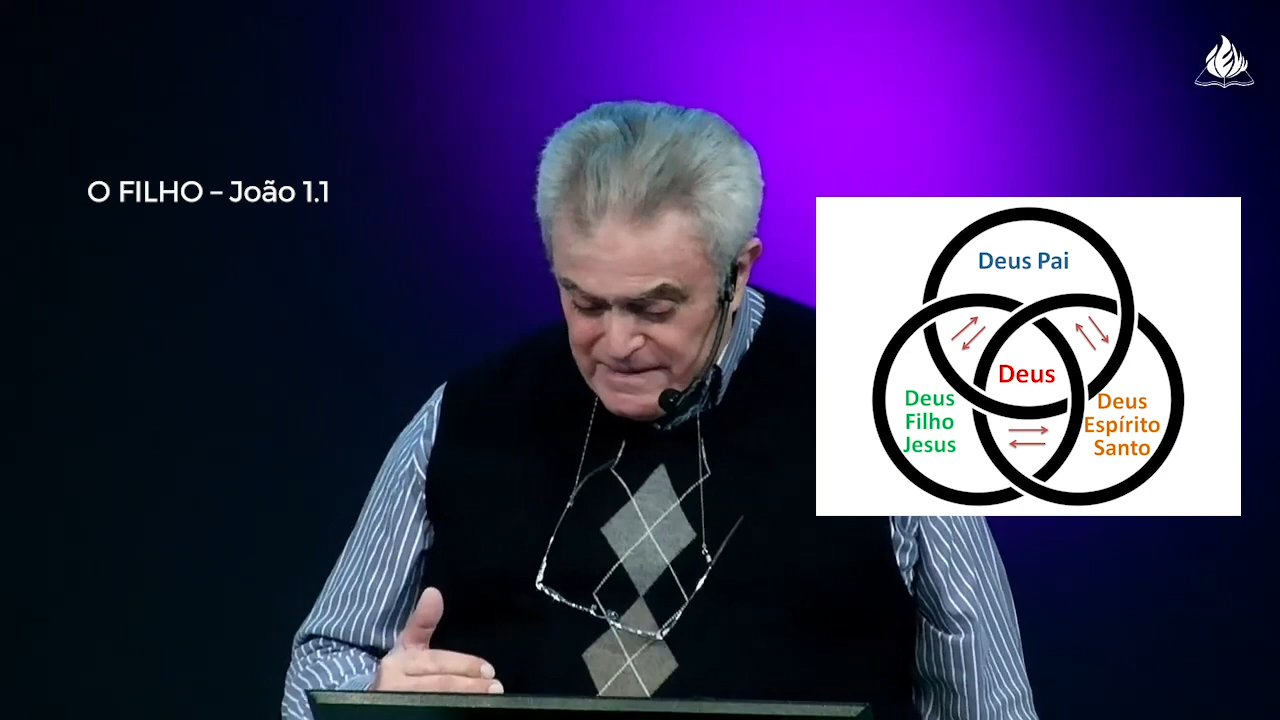 O FILHO – João 1.1
Deus Pai
Deus
Deus
Filho
Jesus
Deus
Espírito
Santo